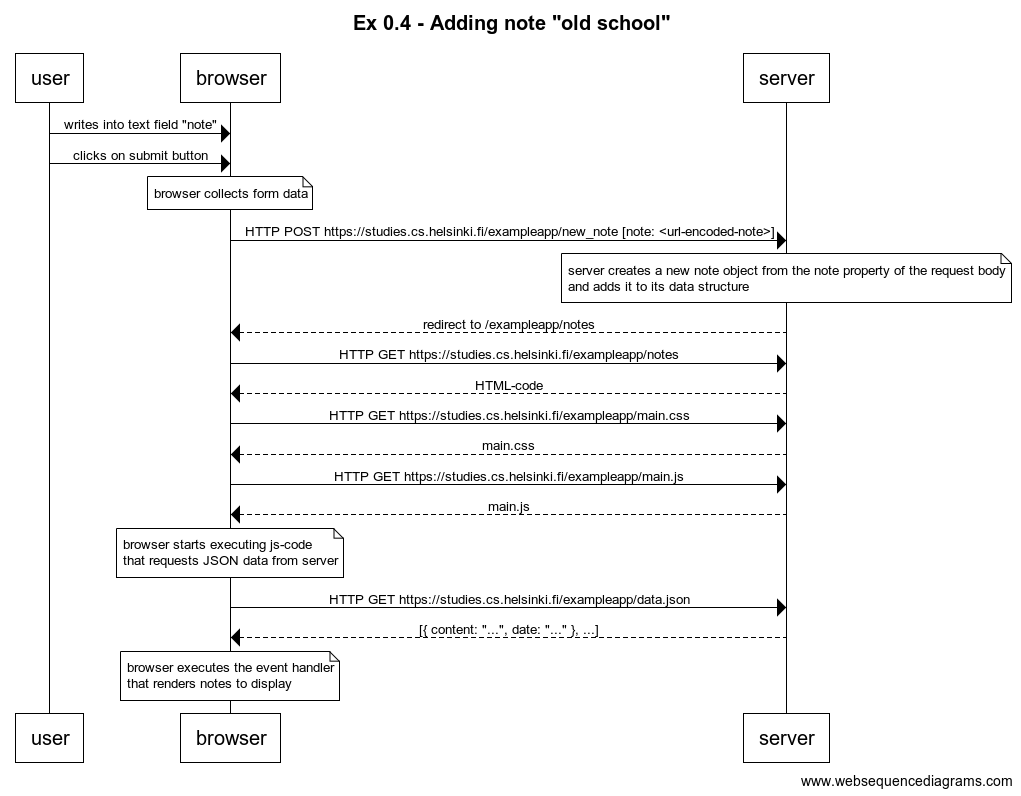 Ex 0.4 - Adding note "old school"
user
browser
server
writes into text field "note"
clicks on submit button
browser collects form data
HTTP POST https://studies.cs.helsinki.fi/exampleapp/new_note [note: <url-encoded-note>]
server creates a new note object from the note property of the request body
and adds it to its data structure
redirect to /exampleapp/notes
HTTP GET https://studies.cs.helsinki.fi/exampleapp/notes
HTML-code
HTTP GET https://studies.cs.helsinki.fi/exampleapp/main.css
main.css
HTTP GET https://studies.cs.helsinki.fi/exampleapp/main.js
main.js
browser starts executing js-code
that requests JSON data from server
HTTP GET https://studies.cs.helsinki.fi/exampleapp/data.json
[{ content: "...", date: "..." }, ...]
browser executes the event handler
that renders notes to display
user
browser
server
www.websequencediagrams.com